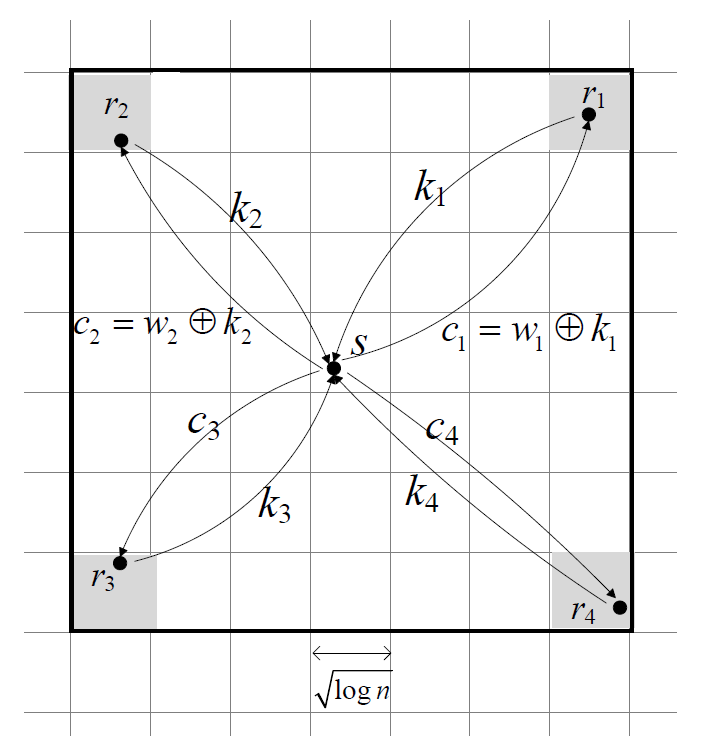 r₂ r₁
k₂ k₁
c₂ = w₂ ⊕ k₂ s c₁ = w₁ ⊕ k₁
c₃ c₄
k₃ k₄
r₃ r₄
√log n